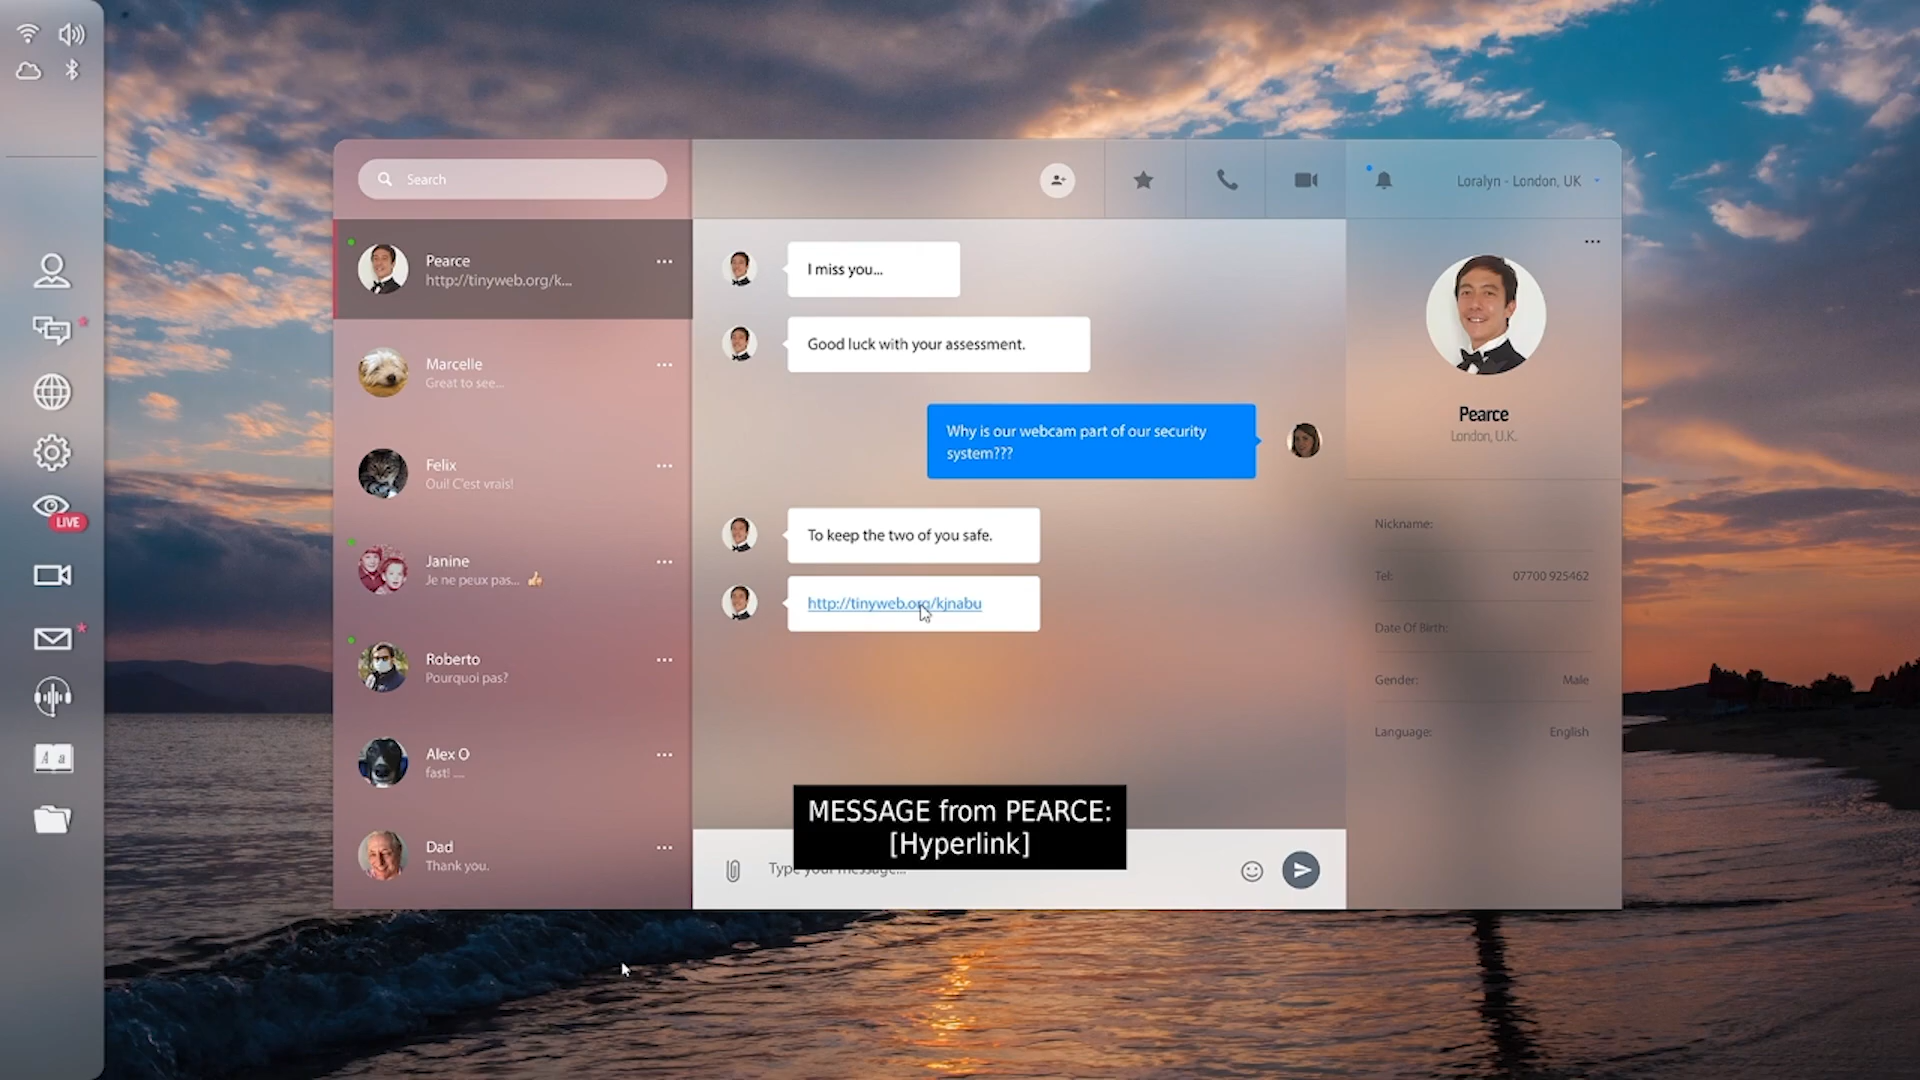 Search
Loralyn - London, UK
Pearce
http://tinyweb.org/k...
Marcelle
Great to see...
Felix
Oui! C'est vrais!
Janine
Je ne peux pas...
Roberto
Pourquoi pas?
Alex O
fast! ....
Dad
Thank you.
LIVE
A a
I miss you...
Good luck with your assessment.
Why is our webcam part of our security
system???
To keep the two of you safe.
http://tinyweb.org/kjnabu
MESSAGE from PEARCE:
[Hyperlink]
Type your message...
Pearce
London, U.K.
Nickname:
Tel: 07700 925462
Date Of Birth:
Gender: Male
Language: English